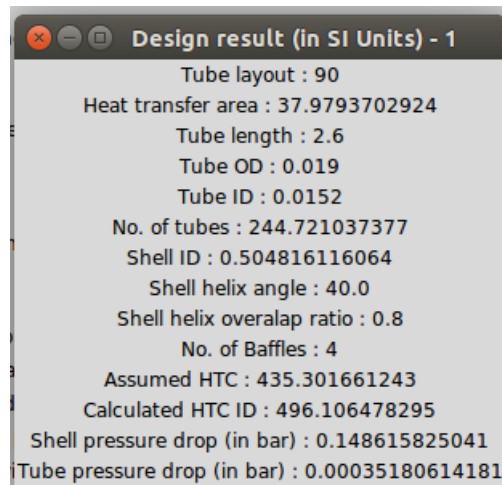 Design result (in SI Units) - 1
Tube layout : 90
Heat transfer area : 37.9793702924
Tube length : 2.6
Tube OD : 0.019
Tube ID : 0.0152
No. of tubes : 244.721037377
Shell ID : 0.504816116064
Shell helix angle : 40.0
Shell helix overalap ratio : 0.8
No. of Baffles : 4
Assumed HTC : 435.301661243
Calculated HTC ID : 496.106478295
Shell pressure drop (in bar) : 0.148615825041
Tube pressure drop (in bar) : 0.00035180614181